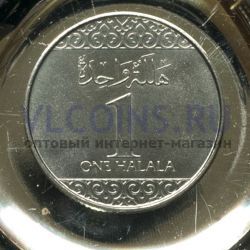 هللة واحدة
1
ONE HALALA
VLCOINS.RU
оптовый интернет-магазин